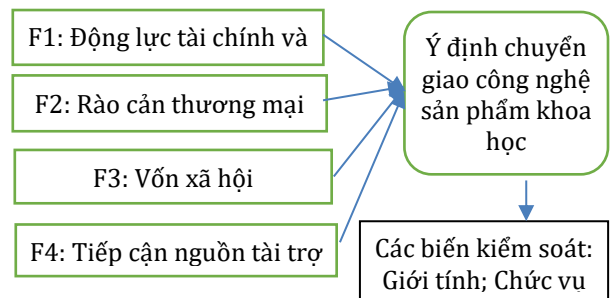 F1: Động lực tài chính và
F2: Rào cản thương mại
F3: Vốn xã hội
F4: Tiếp cận nguồn tài trợ
Ý định chuyển
giao công nghệ
sản phẩm khoa
học
Các biến kiểm soát:
Giới tính; Chức vụ